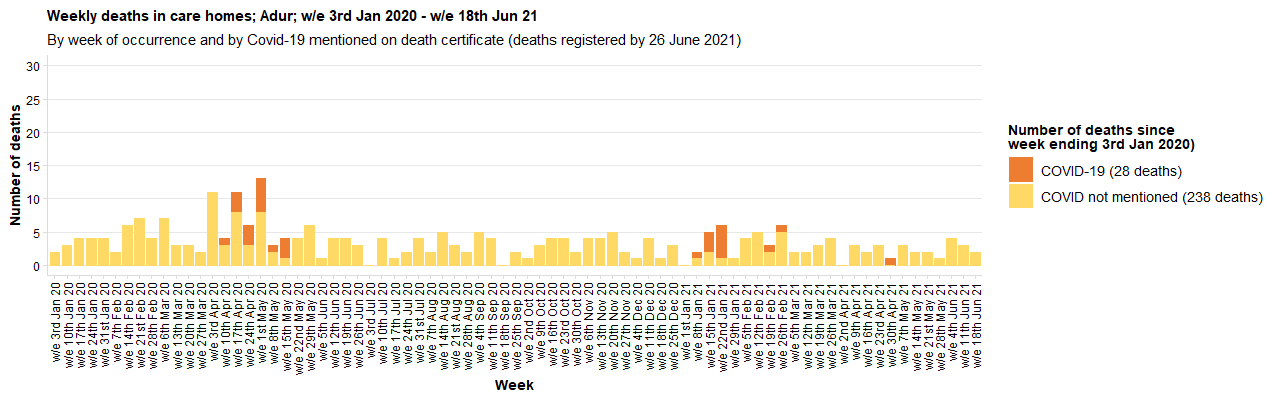 Weekly deaths in care homes; Adur; w/e 3rd Jan 2020 - w/e 18th Jun 21
By week of occurrence and by Covid-19 mentioned on death certificate (deaths registered by 26 June 2021)
30
25
20
15
10
5
0
Number of deaths
w/e 3rd Jan 20
w/e 10th Jan 20
w/e 17th Jan 20
w/e 24th Jan 20
w/e 31st Jan 20
w/e 7th Feb 20
w/e 14th Feb 20
w/e 21st Feb 20
w/e 28th Feb 20
w/e 6th Mar 20
w/e 13th Mar 20
w/e 20th Mar 20
w/e 27th Mar 20
w/e 3rd Apr 20
w/e 10th Apr 20
w/e 17th Apr 20
w/e 24th Apr 20
w/e 1st May 20
w/e 8th May 20
w/e 15th May 20
w/e 22nd May 20
w/e 29th May 20
w/e 5th Jun 20
w/e 12th Jun 20
w/e 19th Jun 20
w/e 26th Jun 20
w/e 3rd Jul 20
w/e 10th Jul 20
w/e 17th Jul 20
w/e 24th Jul 20
w/e 31st Jul 20
w/e 7th Aug 20
w/e 14th Aug 20
w/e 21st Aug 20
w/e 28th Aug 20
w/e 4th Sep 20
w/e 11th Sep 20
w/e 18th Sep 20
w/e 25th Sep 20
w/e 2nd Oct 20
w/e 9th Oct 20
w/e 16th Oct 20
w/e 23rd Oct 20
w/e 30th Oct 20
w/e 6th Nov 20
w/e 13th Nov 20
w/e 20th Nov 20
w/e 27th Nov 20
w/e 4th Dec 20
w/e 11th Dec 20
w/e 18th Dec 20
w/e 25th Dec 20
w/e 1st Jan 21
w/e 8th Jan 21
w/e 15th Jan 21
w/e 22nd Jan 21
w/e 29th Jan 21
w/e 5th Feb 21
w/e 12th Feb 21
w/e 19th Feb 21
w/e 26th Feb 21
w/e 5th Mar 21
w/e 12th Mar 21
w/e 19th Mar 21
w/e 26th Mar 21
w/e 2nd Apr 21
w/e 9th Apr 21
w/e 16th Apr 21
w/e 23rd Apr 21
w/e 30th Apr 21
w/e 7th May 21
w/e 14th May 21
w/e 21st May 21
w/e 28th May 21
w/e 4th Jun 21
w/e 11th Jun 21
w/e 18th Jun 21
Week
Number of deaths since
week ending 3rd Jan 2020)
COVID-19 (28 deaths)
COVID not mentioned (238 deaths)